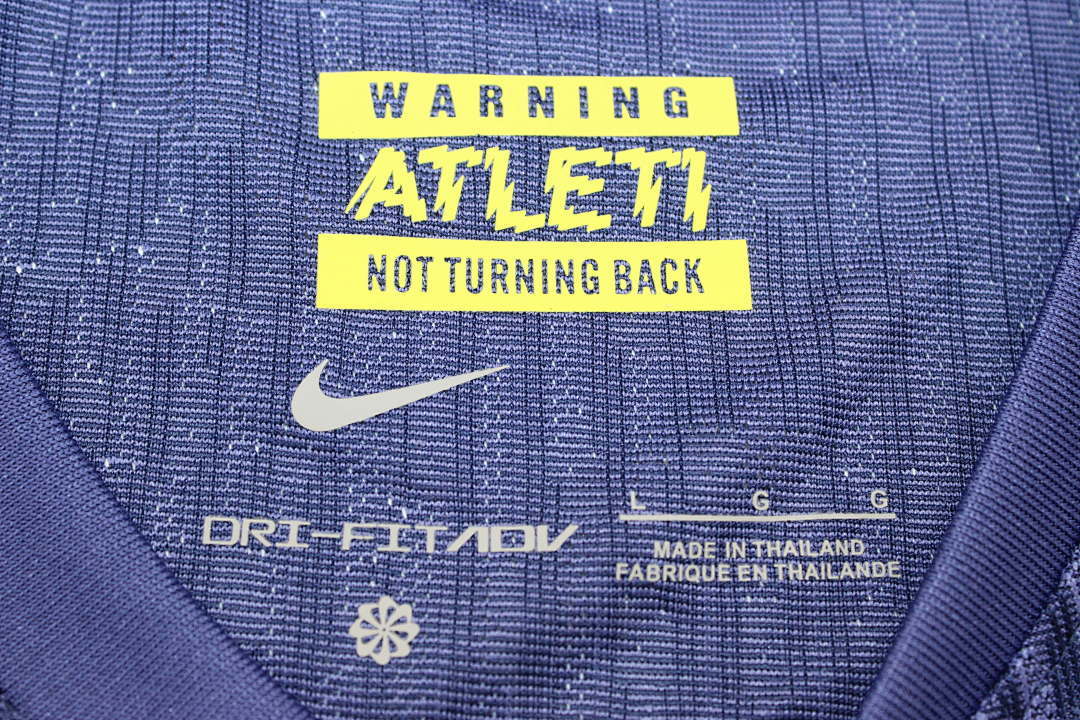 WARNING
ATLETI
NOT TURNING BACK
DRI-FIT ADV
L G G
MADE IN THAILAND
FABRIQUE EN THAILANDE